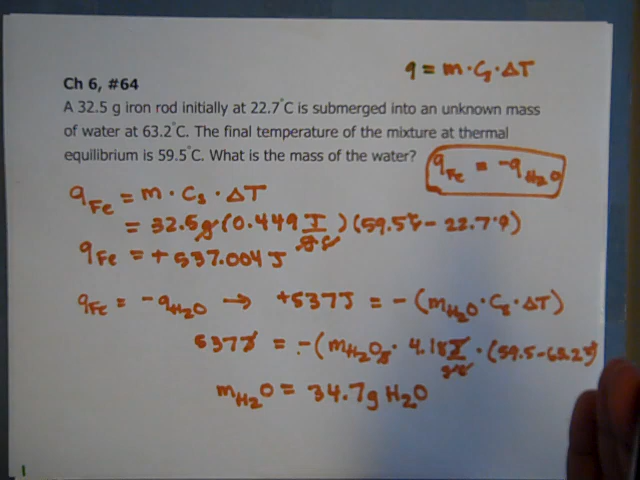 q = m · Cs · ΔT
Ch 6, #64
A 32.5 g iron rod initially at 22.7°C is submerged into an unknown mass
of water at 63.2°C. The final temperature of the mixture at thermal
equilibrium is 59.5°C. What is the mass of the water?
qFe = -qH2O
qFe = m · Cs · ΔT
= 32.5g (0.449 J/g°C) (59.5°C - 22.7°C)
qFe = + 537.004 J
qFe = -qH2O → +537J = - (mH2O · Cs · ΔT)
537J = -(mH2O · 4.18 J/g°C · (59.5-63.2°C)
mH2O = 34.7g H2O